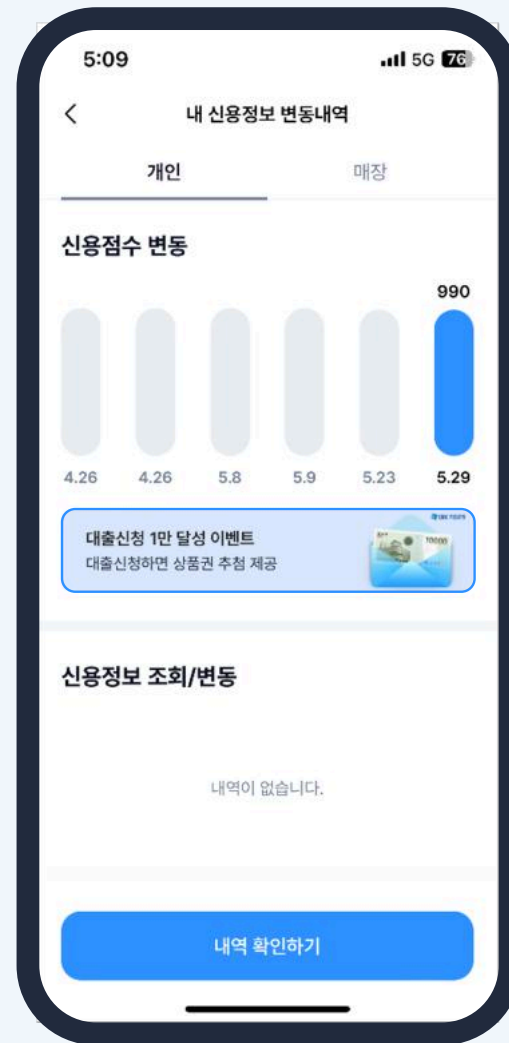 5:09
5G 76
내 신용정보 변동내역
개인 매장
신용점수 변동
990
4.26 4.26 5.8 5.9 5.23 5.29
대출신청 1만 달성 이벤트
대출신청하면 상품권 추첨 제공
10000
신용정보 조회/변동
내역이 없습니다.
내역 확인하기